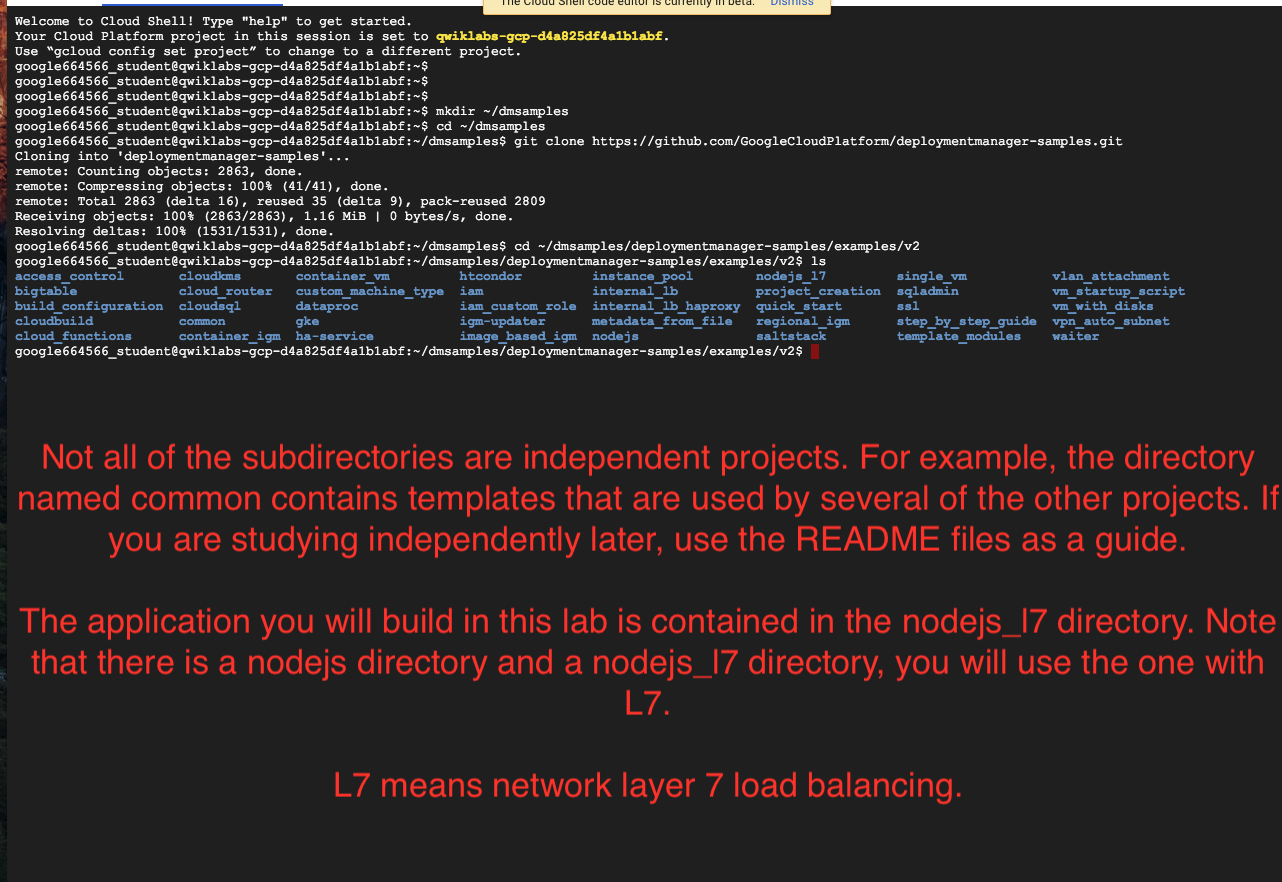 The Cloud Shell code editor is currently in beta. Dismiss
Welcome to Cloud Shell! Type "help" to get started.
Your Cloud Platform project in this session is set to qwiklabs-gcp-d4a825df4a1b1abf.
Use “gcloud config set project” to change to a different project.
google664566_student@qwiklabs-gcp-d4a825df4a1b1abf:~$
google664566_student@qwiklabs-gcp-d4a825df4a1b1abf:~$
google664566_student@qwiklabs-gcp-d4a825df4a1b1abf:~$
google664566_student@qwiklabs-gcp-d4a825df4a1b1abf:~$ mkdir ~/dmsamples
google664566_student@qwiklabs-gcp-d4a825df4a1b1abf:~$ cd ~/dmsamples
google664566_student@qwiklabs-gcp-d4a825df4a1b1abf:~/dmsamples$ git clone https://github.com/GoogleCloudPlatform/deploymentmanager-samples.git
Cloning into 'deploymentmanager-samples'...
remote: Counting objects: 2863, done.
remote: Compressing objects: 100% (41/41), done.
remote: Total 2863 (delta 16), reused 35 (delta 9), pack-reused 2809
Receiving objects: 100% (2863/2863), 1.16 MiB | 0 bytes/s, done.
Resolving deltas: 100% (1531/1531), done.
google664566_student@qwiklabs-gcp-d4a825df4a1b1abf:~/dmsamples$ cd ~/dmsamples/deploymentmanager-samples/examples/v2
google664566_student@qwiklabs-gcp-d4a825df4a1b1abf:~/dmsamples/deploymentmanager-samples/examples/v2$ ls
access_control cloudkms container_vm htcondor instance_pool nodejs_l7 single_vm vlan_attachment
bigtable cloud_router custom_machine_type iam internal_lb project_creation sqladmin vm_startup_script
build_configuration cloudsql dataproc iam_custom_role internal_lb_haproxy quick_start ssl vm_with_disks
cloudbuild common gke igm-updater metadata_from_file regional_igm step_by_step_guide vpn_auto_subnet
cloud_functions container_igm ha-service image_based_igm nodejs saltstack template_modules waiter
google664566_student@qwiklabs-gcp-d4a825df4a1b1abf:~/dmsamples/deploymentmanager-samples/examples/v2$
Not all of the subdirectories are independent projects. For example, the directory
named common contains templates that are used by several of the other projects. If
you are studying independently later, use the README files as a guide.
The application you will build in this lab is contained in the nodejs_l7 directory. Note
that there is a nodejs directory and a nodejs_l7 directory, you will use the one with
L7.
L7 means network layer 7 load balancing.